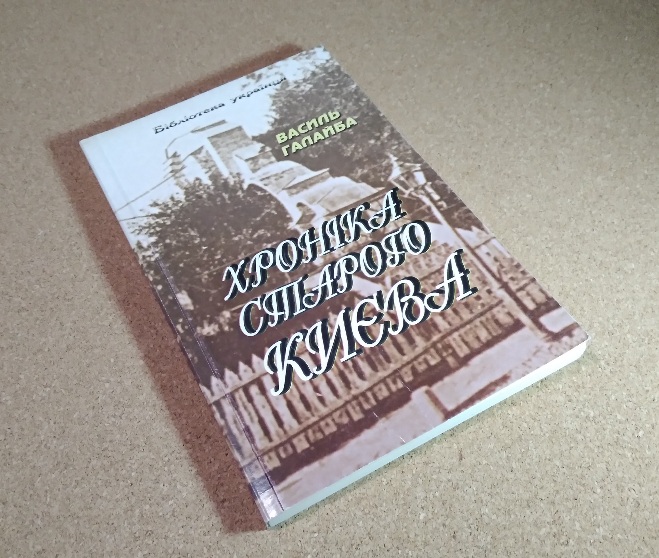 Бібліотека українця
ВАСИЛЬ
ГАЛАЙБА
ХРОНІКА
СТАРОГО
КИЄВА